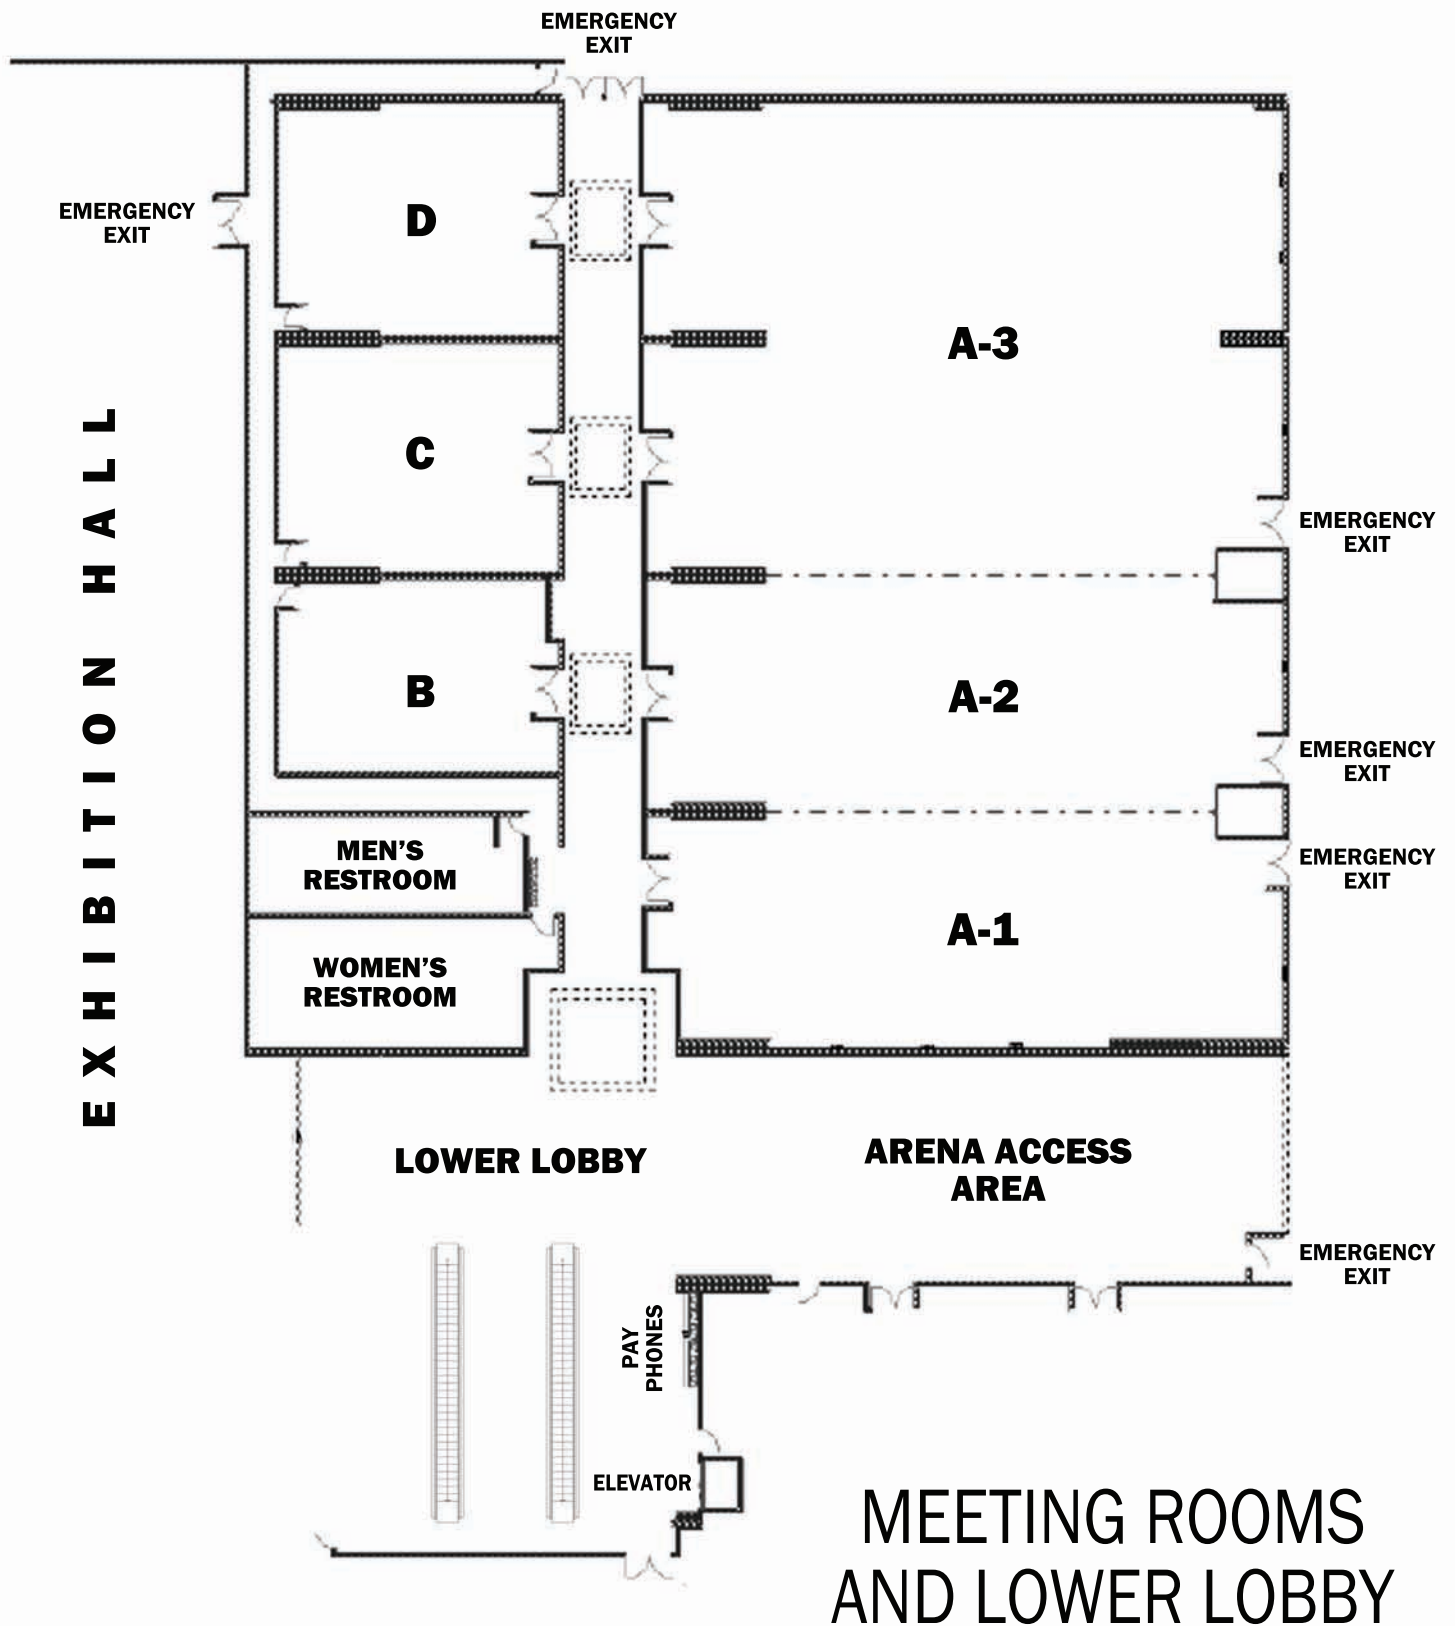 EMERGENCY
EXIT
EMERGENCY
EXIT
D
A-3
C
EMERGENCY
EXIT
B
A-2
EMERGENCY
EXIT
MEN'S
RESTROOM
EMERGENCY
EXIT
A-1
WOMEN'S
RESTROOM
EXHIBITION HALL
LOWER LOBBY
ARENA ACCESS
AREA
EMERGENCY
EXIT
PAY
PHONES
ELEVATOR
MEETING ROOMS
AND LOWER LOBBY